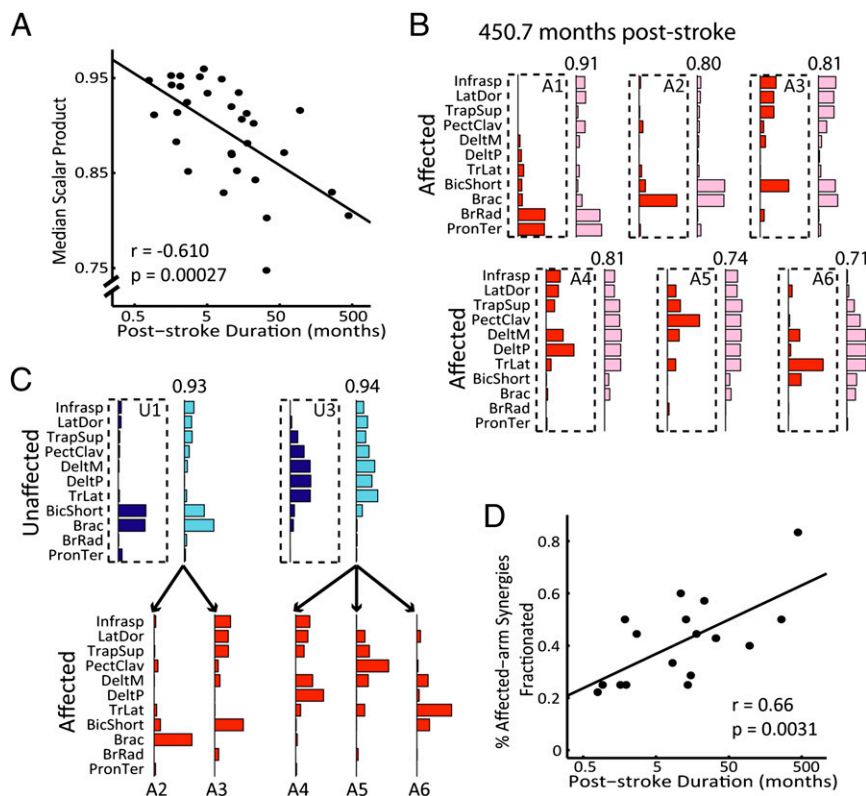 A
Median Scalar Product
0.95
0.85
0.75
r = -0.610
p = 0.00027
0.5 5 50 500
Post-stroke Duration (months)
B
450.7 months post-stroke
0.91 0.80 0.81
Affected
Infrasp A1 A2 A3
LatDor
TrapSup
PectClav
DeltM
DeltP
TrLat
BicShort
Brac
BrRad
PronTer
0.81 0.74 0.71
Affected
Infrasp A4 A5 A6
LatDor
TrapSup
PectClav
DeltM
DeltP
TrLat
BicShort
Brac
BrRad
PronTer
C
0.93 0.94
Unaffected
Infrasp U1 U3
LatDor
TrapSup
PectClav
DeltM
DeltP
TrLat
BicShort
Brac
BrRad
PronTer
Affected
Infrasp
LatDor
TrapSup
PectClav
DeltM
DeltP
TrLat
BicShort
Brac
BrRad
PronTer
A2 A3 A4 A5 A6
D
% Affected-arm Synergies
Fractionated
0.8
0.6
0.4
0.2
0
r = 0.66
p = 0.0031
0.5 5 50 500
Post-stroke Duration (months)